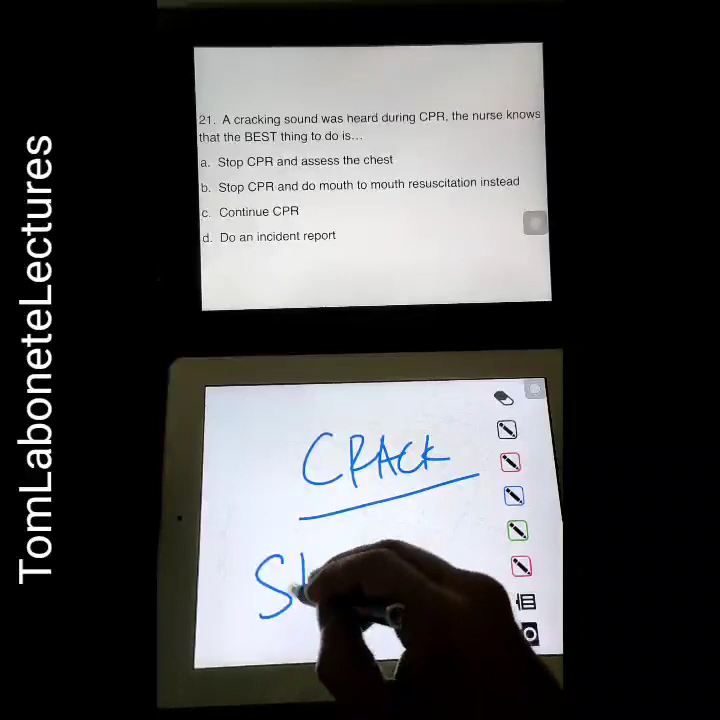 TomLaboneteLectures
21. A cracking sound was heard during CPR, the nurse knows
that the BEST thing to do is...
a. Stop CPR and assess the chest
b. Stop CPR and do mouth to mouth resuscitation instead
c. Continue CPR
d. Do an incident report
CRACK